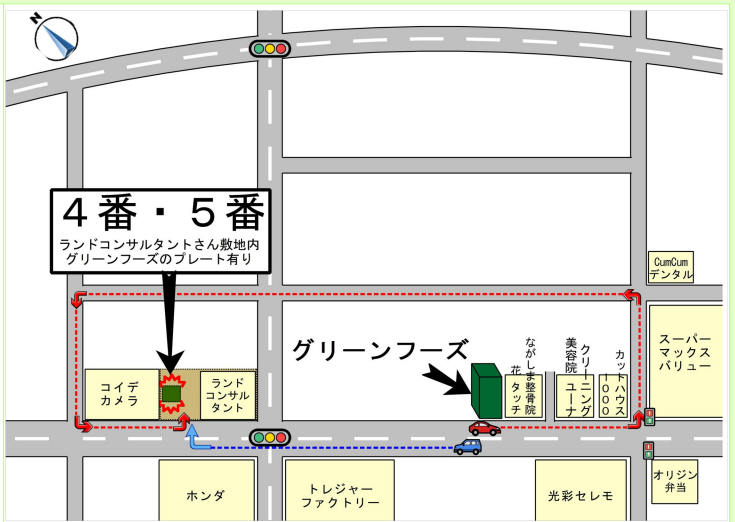 N
4番・5番
ランドコンサルタントさん敷地内
グリーンフーズのプレート有り
CumCum
デンタル
スーパー
マックス
バリュー
グリーンフーズ
ながしま整骨院
花タッチ
美容院
クリーニング
ユーナ
カットハウス
1000
コイデ
カメラ
ランド
コンサル
タント
ホンダ
トレジャー
ファクトリー
光彩セレモ
オリジン
弁当